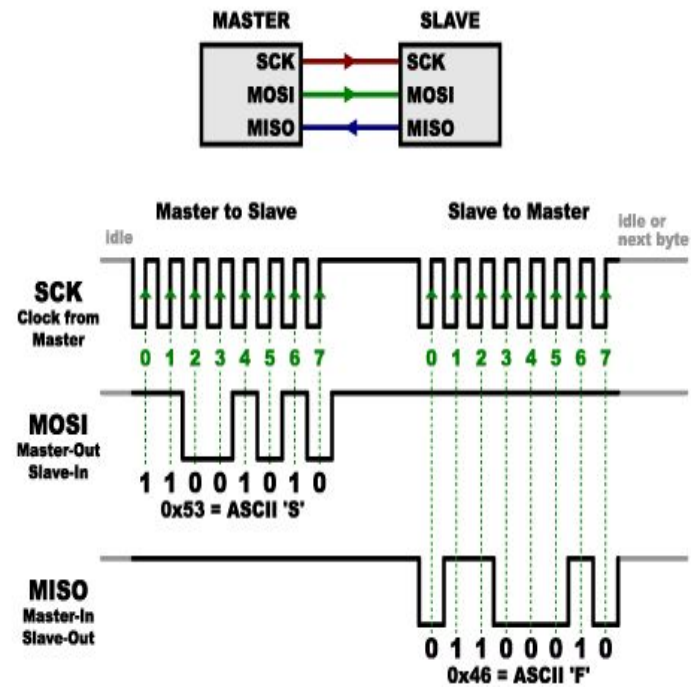 MASTER SLAVE
SCK SCK
MOSI MOSI
MISO MISO
Master to Slave Slave to Master
idle
idle or
next byte
SCK
Clock from
Master
0 1 2 3 4 5 6 7 0 1 2 3 4 5 6 7
MOSI
Master-Out
Slave-In
1 1 0 0 1 0 1 0
0x53 = ASCII 'S'
MISO
Master-In
Slave-Out
0 1 1 0 0 0 1 0
0x46 = ASCII 'F'